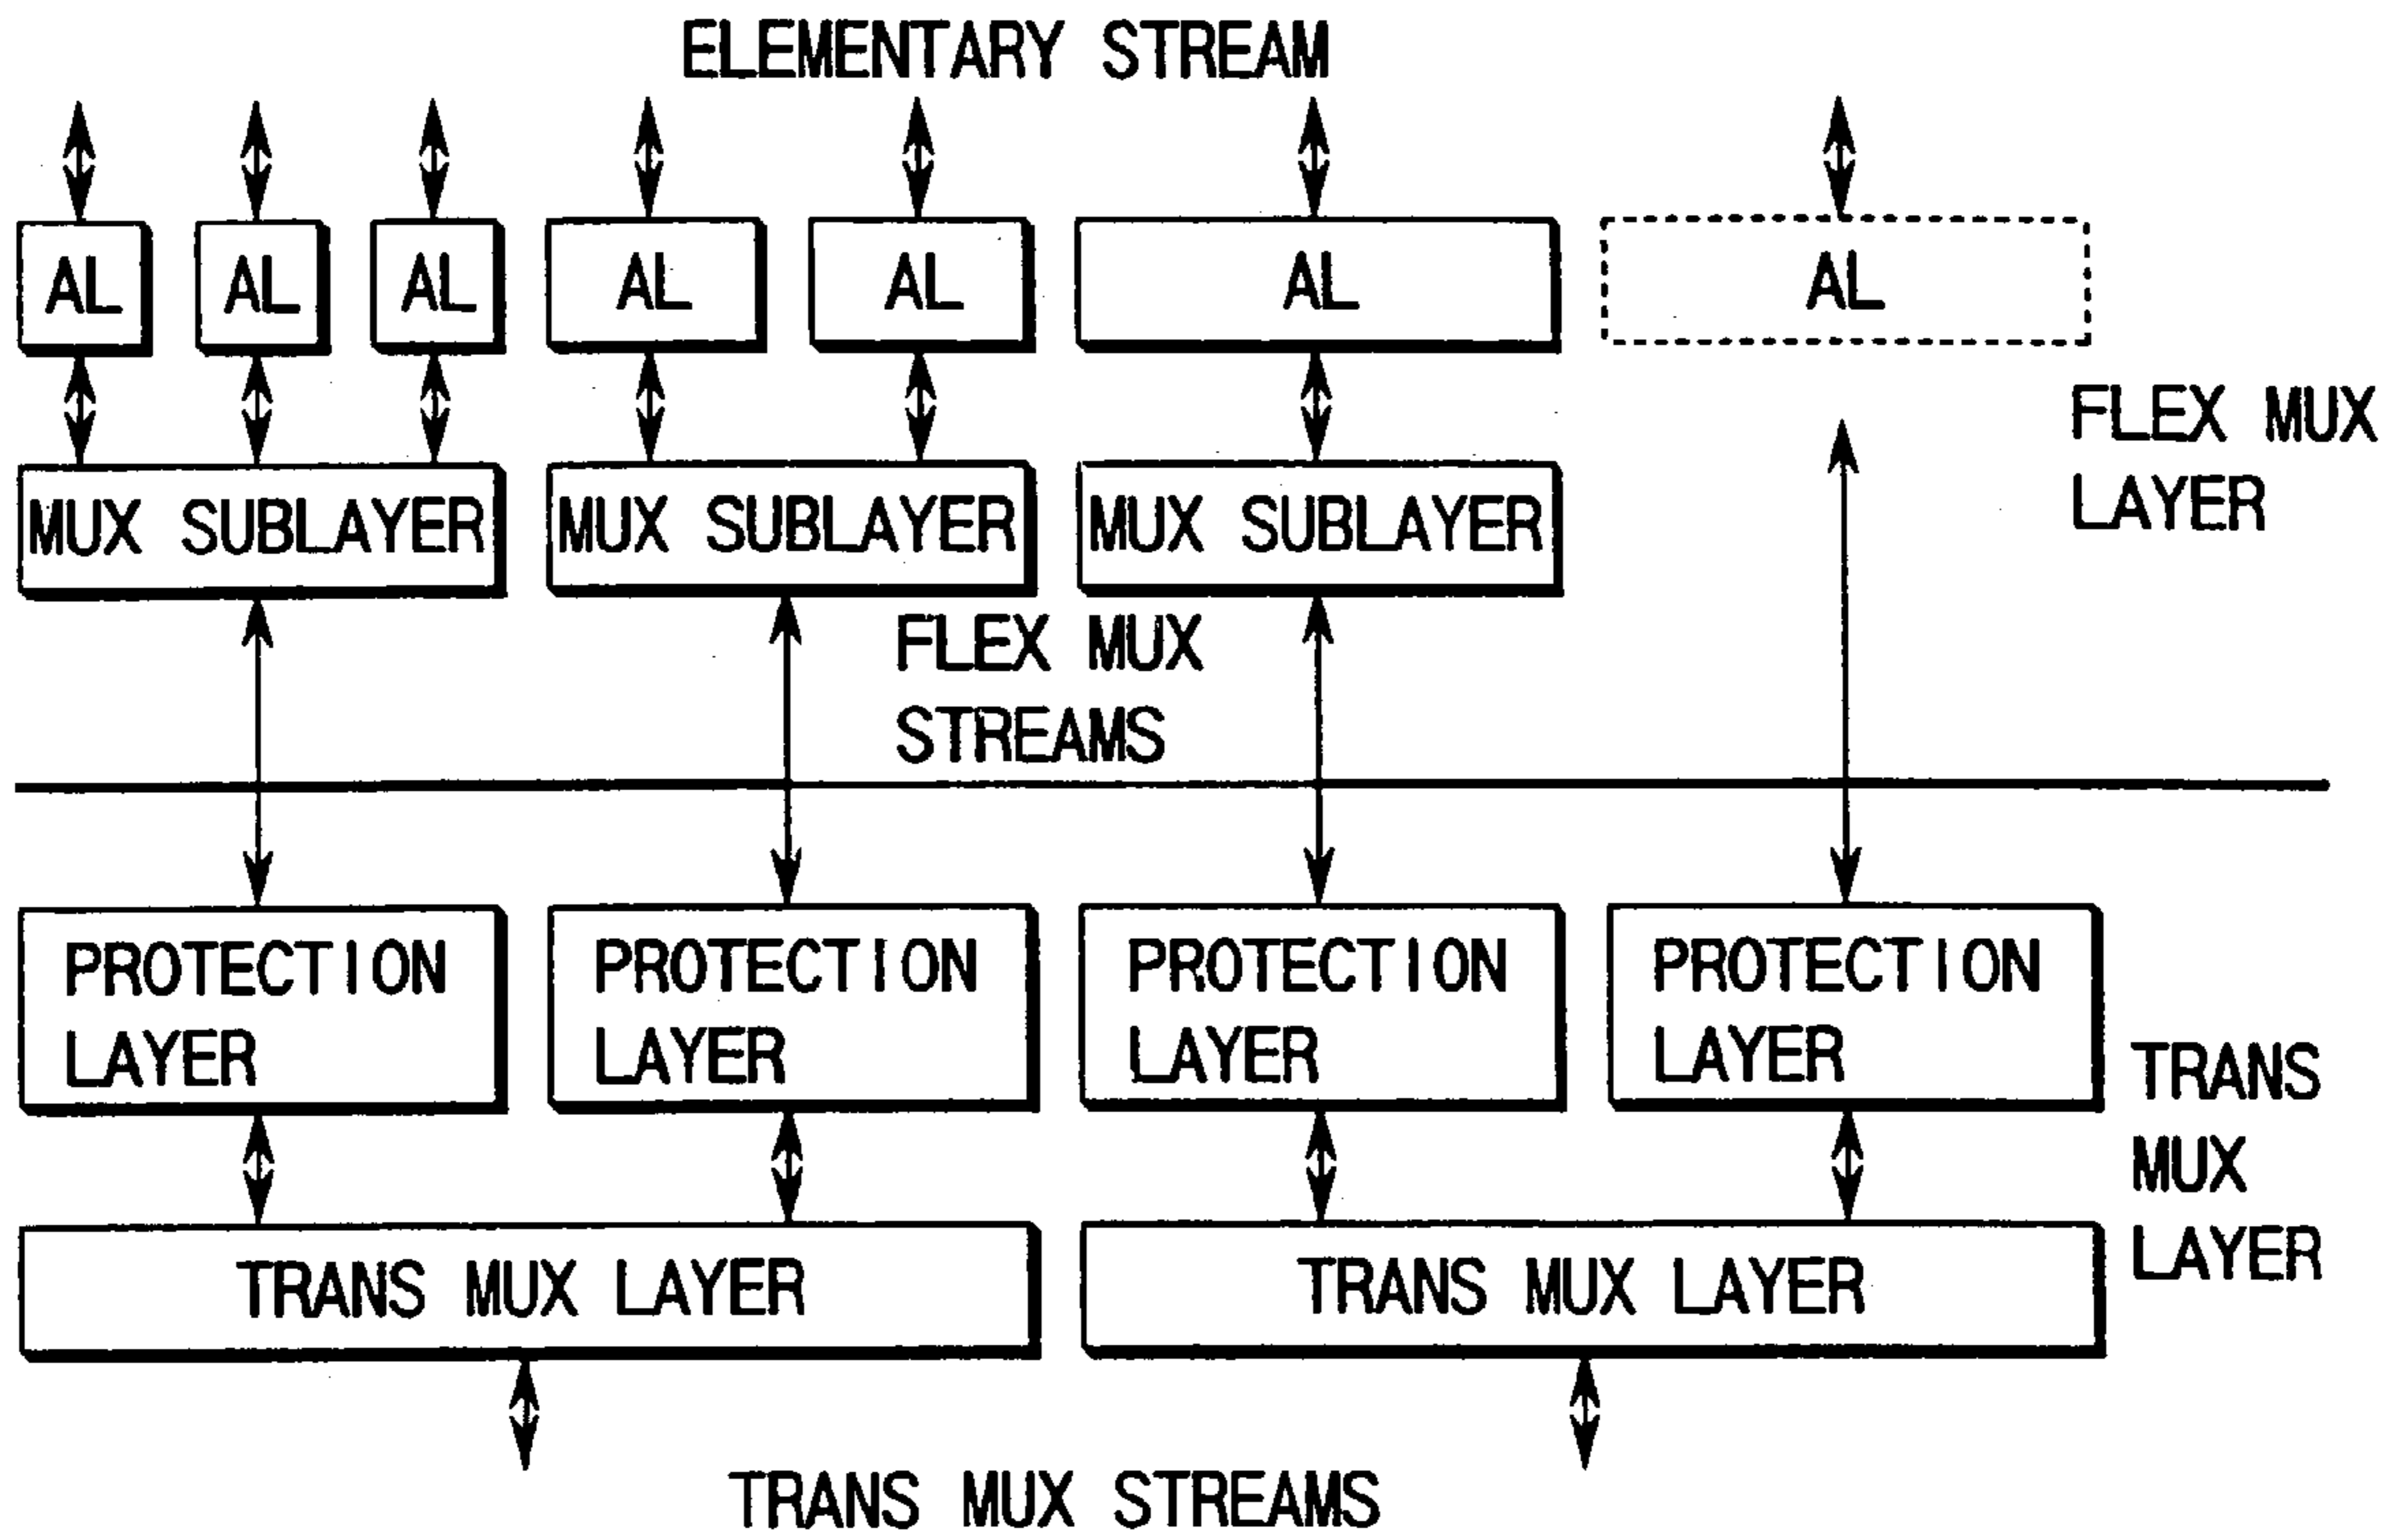 ELEMENTARY STREAM
AL
AL
AL
AL
AL
AL
AL
FLEX MUX
LAYER
MUX SUBLAYER
MUX SUBLAYER
MUX SUBLAYER
FLEX MUX
STREAMS
PROTECTION
LAYER
PROTECTION
LAYER
PROTECTION
LAYER
PROTECTION
LAYER
TRANS
MUX
LAYER
TRANS MUX LAYER
TRANS MUX LAYER
TRANS MUX STREAMS